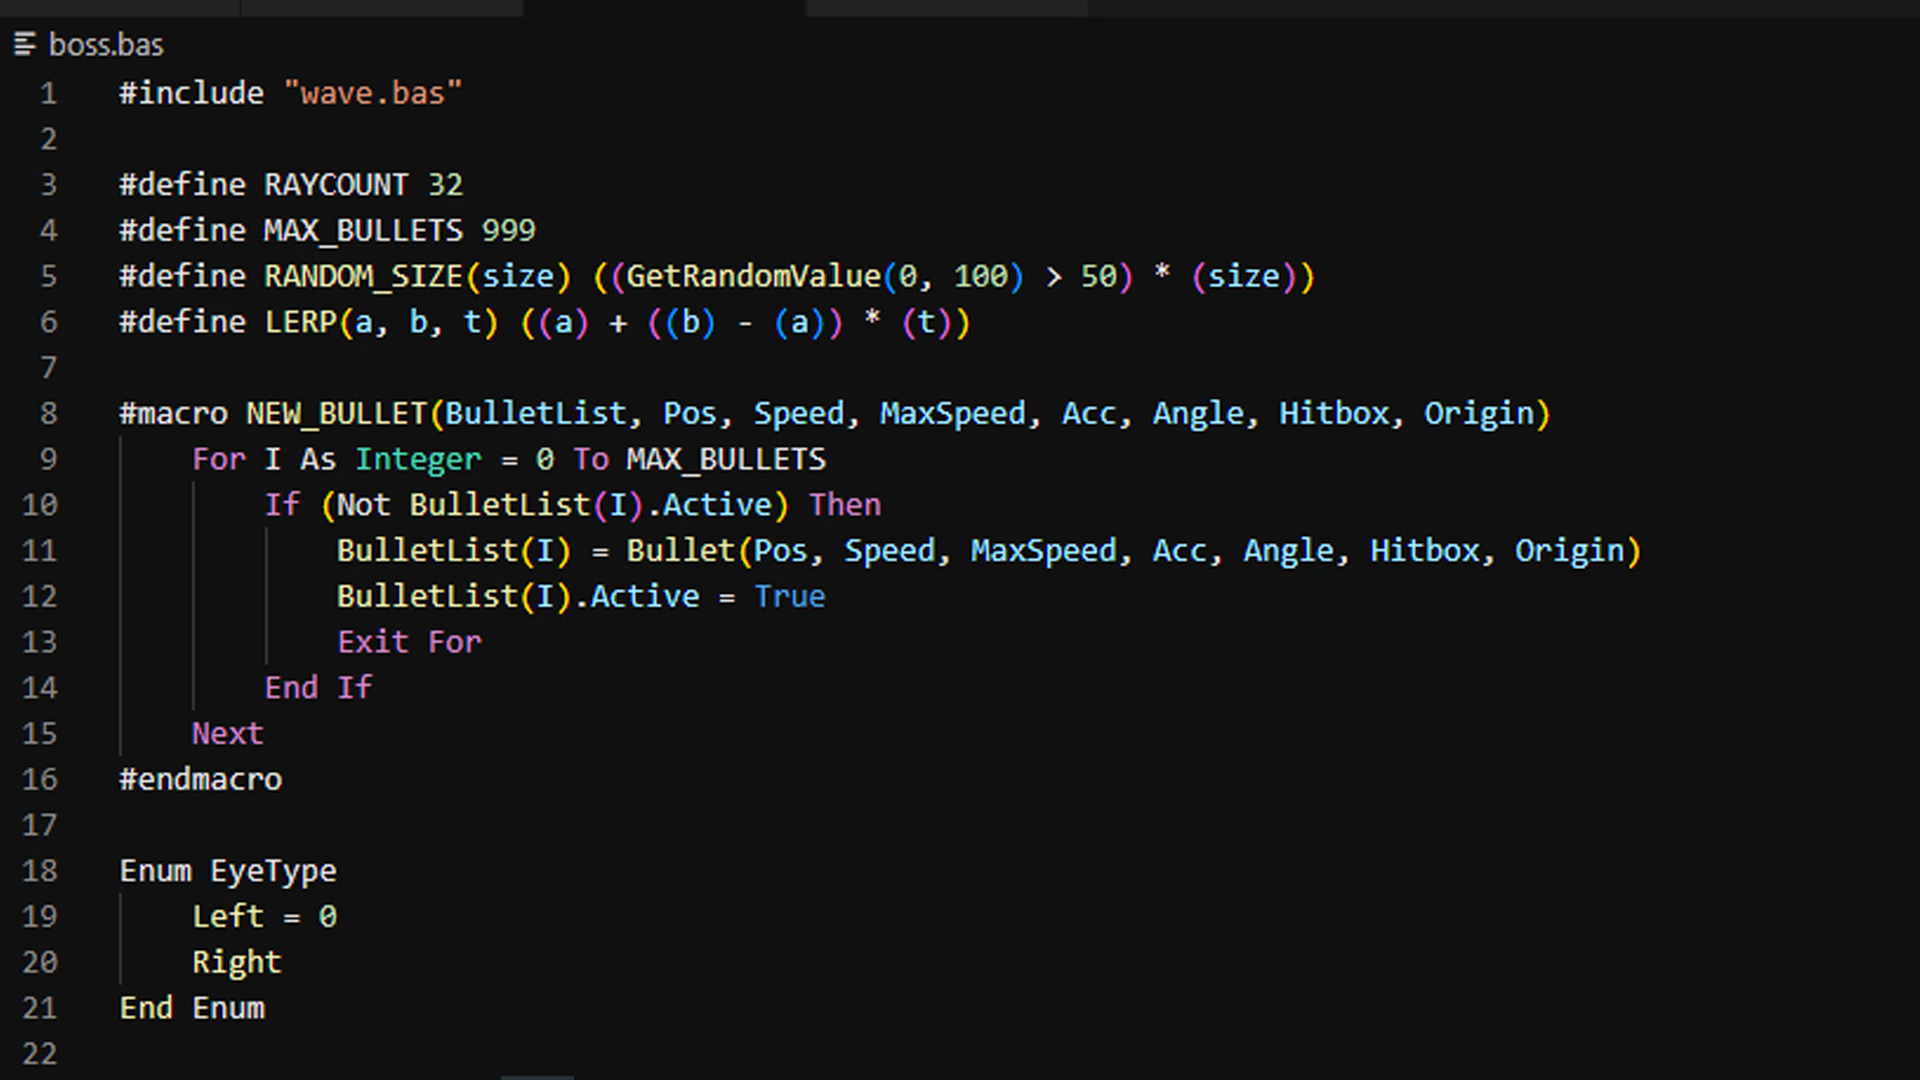 boss.bas
1 #include "wave.bas"
2
3 #define RAYCOUNT 32
4 #define MAX_BULLETS 999
5 #define RANDOM_SIZE(size) ((GetRandomValue(0, 100) > 50) * (size))
6 #define LERP(a, b, t) ((a) + ((b) - (a)) * (t))
7
8 #macro NEW_BULLET(BulletList, Pos, Speed, MaxSpeed, Acc, Angle, Hitbox, Origin)
9     For I As Integer = 0 To MAX_BULLETS
10         If (Not BulletList(I).Active) Then
11             BulletList(I) = Bullet(Pos, Speed, MaxSpeed, Acc, Angle, Hitbox, Origin)
12             BulletList(I).Active = True
13             Exit For
14         End If
15     Next
16 #endmacro
17
18 Enum EyeType
19     Left = 0
20     Right
21 End Enum
22